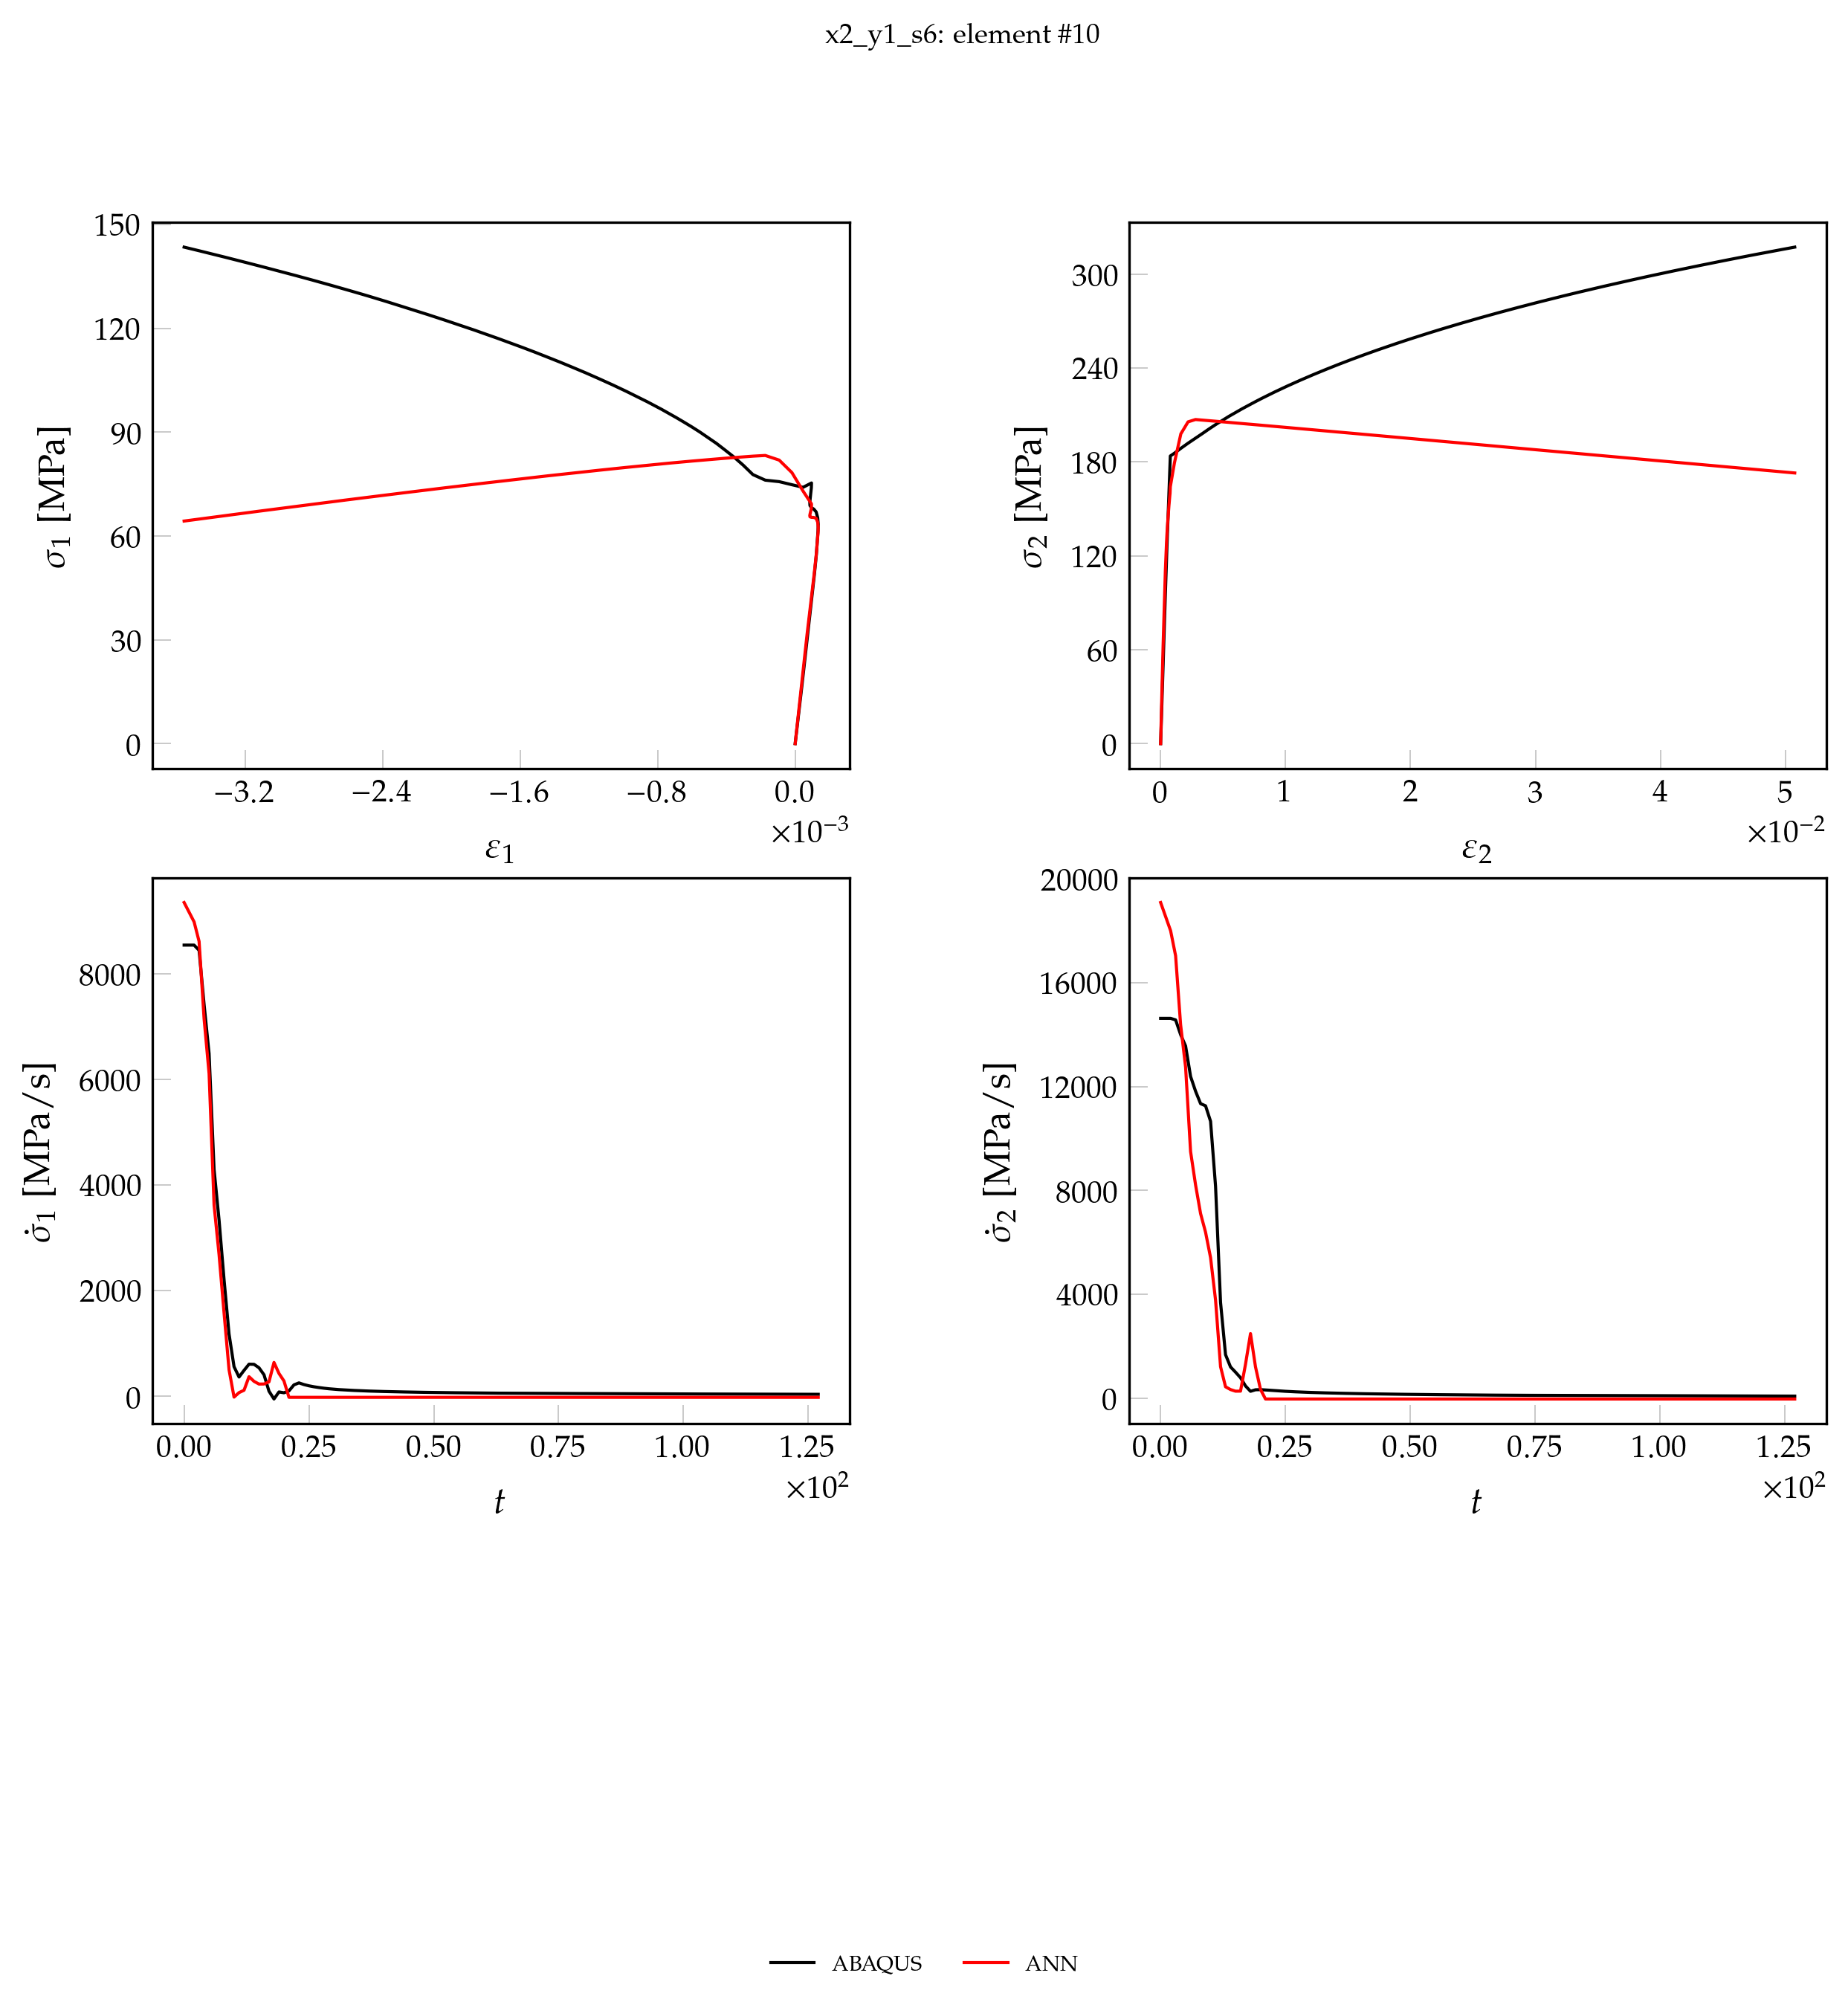 x2_y1_s6: element #10
150
120
90
60
30
0
σ₁ [MPa]
−3.2 −2.4 −1.6 −0.8 0.0
×10⁻³
ε₁
300
240
180
120
60
0
σ₂ [MPa]
0 1 2 3 4 5
×10⁻²
ε₂
8000
6000
4000
2000
0
σ̇₁ [MPa/s]
0.00 0.25 0.50 0.75 1.00 1.25
×10²
t
20000
16000
12000
8000
4000
0
σ̇₂ [MPa/s]
0.00 0.25 0.50 0.75 1.00 1.25
×10²
t
ABAQUS ANN